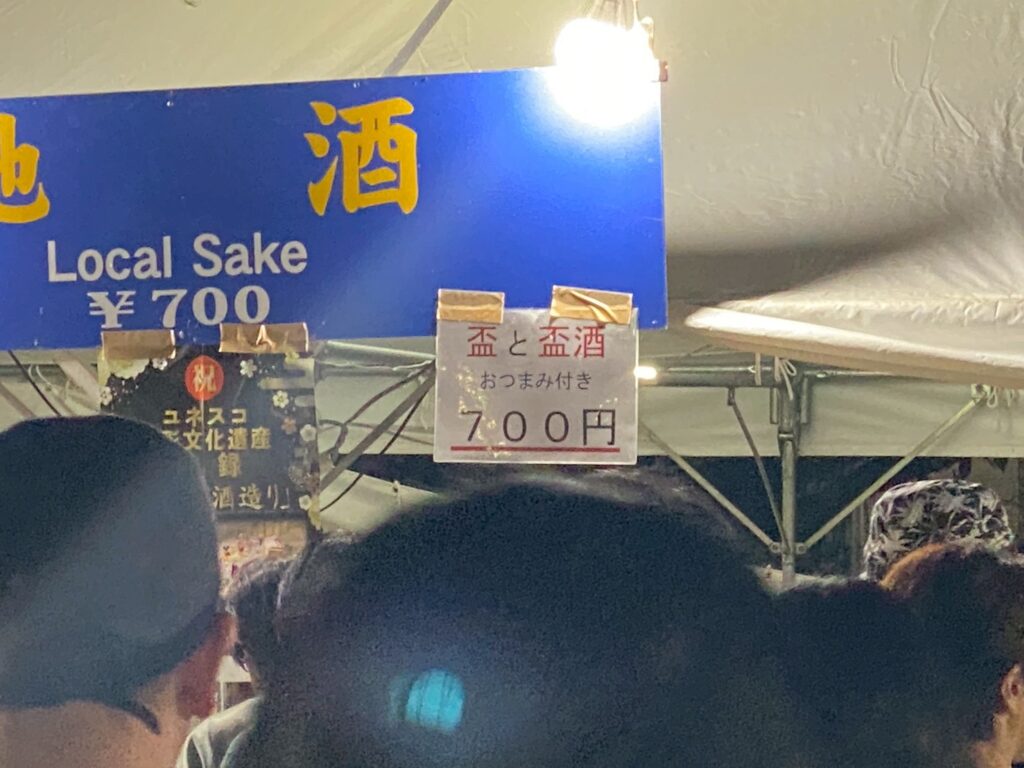 地 酒
Local Sake
¥700
盃と盃酒
おつまみ付き
７００円
祝
ユネスコ
文化遺産
録
酒造り」